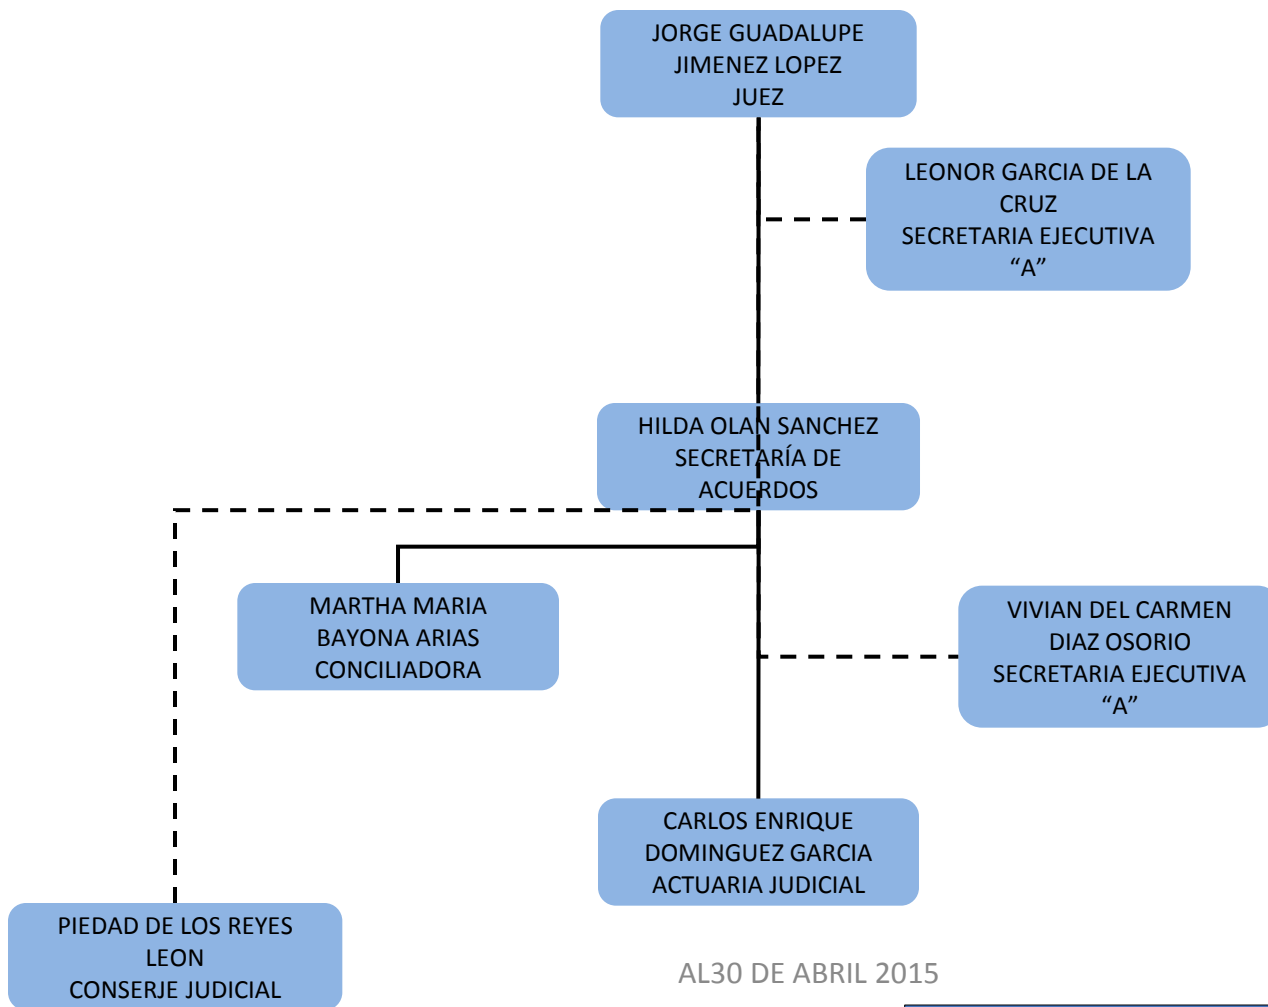 JORGE GUADALUPE
JIMENEZ LOPEZ
JUEZ
LEONOR GARCIA DE LA
CRUZ
SECRETARIA EJECUTIVA
“A”
HILDA OLAN SANCHEZ
SECRETARÍA DE
ACUERDOS
MARTHA MARIA
BAYONA ARIAS
CONCILIADORA
VIVIAN DEL CARMEN
DIAZ OSORIO
SECRETARIA EJECUTIVA
“A”
CARLOS ENRIQUE
DOMINGUEZ GARCIA
ACTUARIA JUDICIAL
PIEDAD DE LOS REYES
LEON
CONSERJE JUDICIAL
AL30 DE ABRIL 2015